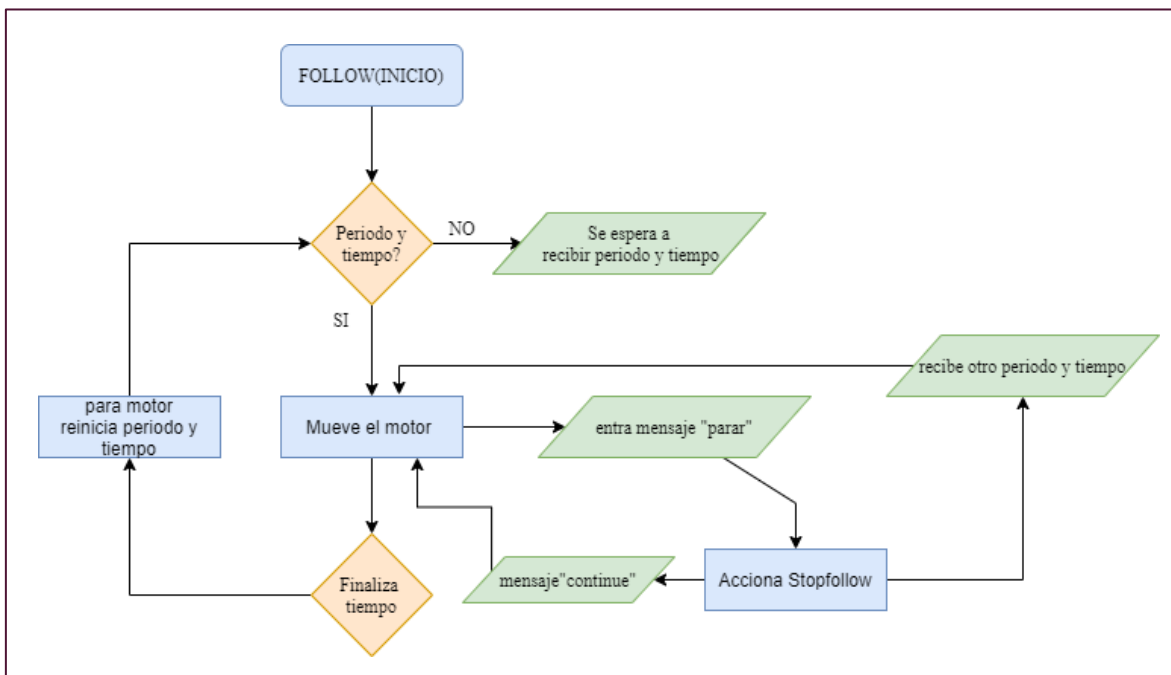 FOLLOW(INICIO)
Periodo y
tiempo?
NO
Se espera a
recibir periodo y tiempo
SI
recibe otro periodo y tiempo
para motor
reinicia periodo y
tiempo
Mueve el motor
entra mensaje "parar"
Finaliza
tiempo
mensaje"continue"
Acciona Stopfollow